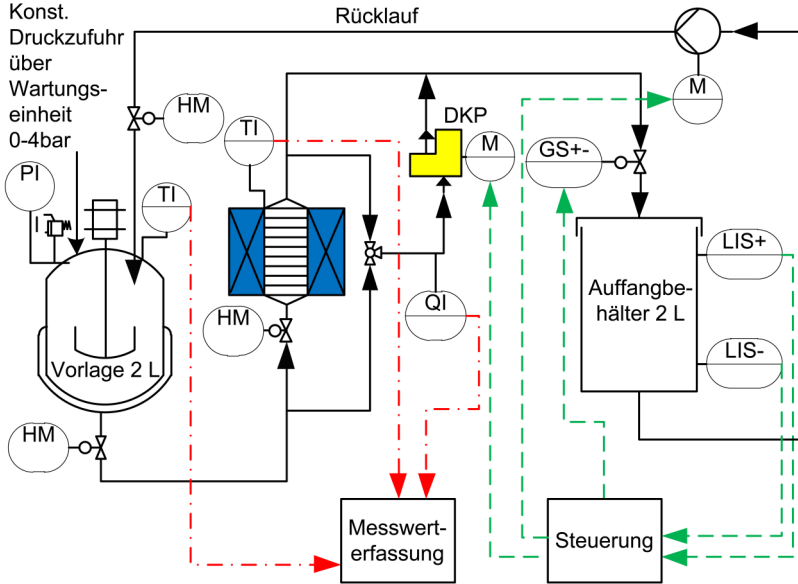 Konst.
Druckzufuhr
über
Wartungs-
einheit
0-4bar
Rücklauf
M
HM
TI
DKP
M
GS+-
PI
TI
I
LIS+
Auffangbe-
hälter 2 L
QI
HM
LIS-
Vorlage 2 L
HM
Messwert-
erfassung
Steuerung